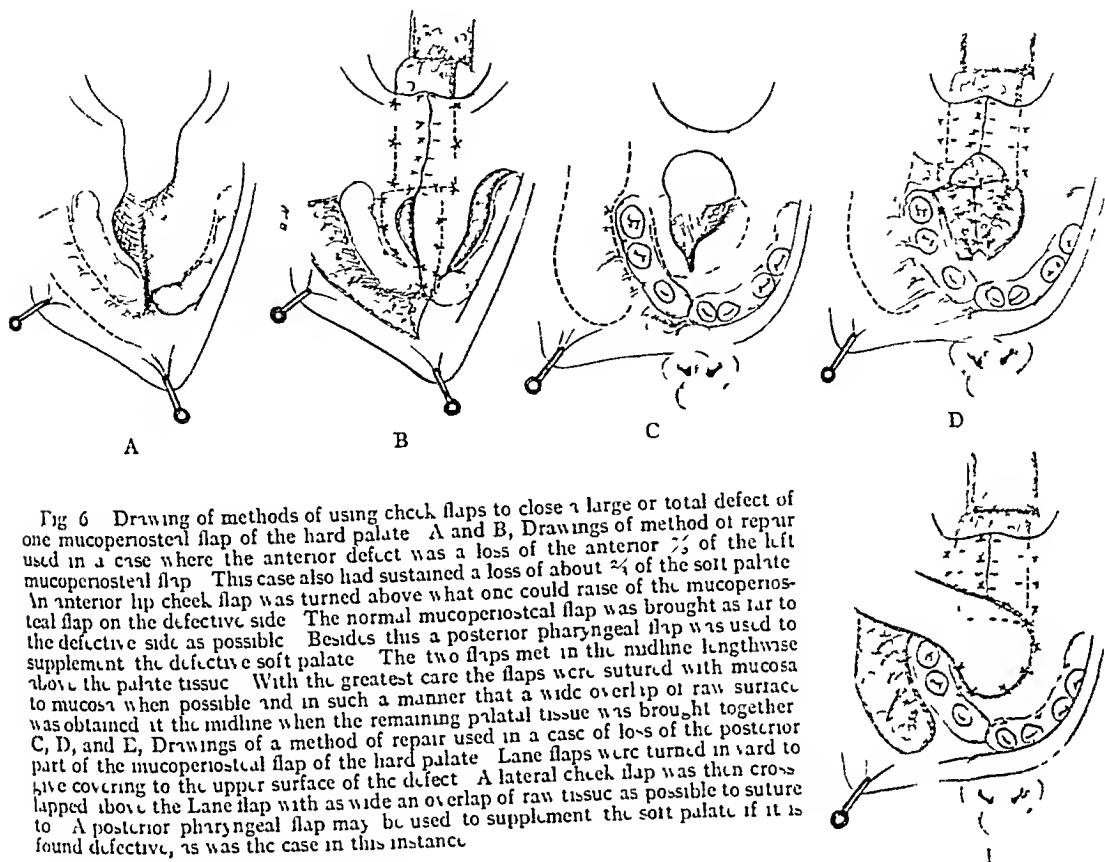 A
B
C
D
Fig 6 Drawing of methods of using cheek flaps to close a large or total defect of
one mucoperiosteal flap of the hard palate A and B, Drawings of method of repair
used in a case where the anterior defect was a loss of the anterior of the left
mucoperiosteal flap This case also had sustained a loss of about of the soft palate
An anterior lip cheek flap was turned above what one could raise of the mucoperios-
teal flap on the defective side The normal mucoperiosteal flap was brought as far to
the defective side as possible Besides this a posterior pharyngeal flap was used to
supplement the defective soft palate The two flaps met in the midline lengthwise
above the palate tissue With the greatest care the flaps were sutured with mucosa
to mucosa when possible and in such a manner that a wide overlap of raw surface
was obtained at the midline when the remaining palatal tissue was brought together
C, D, and E, Drawings of a method of repair used in a case of loss of the posterior
part of the mucoperiosteal flap of the hard palate Lane flaps were turned inward to
give covering to the upper surface of the defect A lateral cheek flap was then cross
lapped above the Lane flap with as wide an overlap of raw tissue as possible to suture
to A posterior pharyngeal flap may be used to supplement the soft palate if it is
found defective, as was the case in this instance